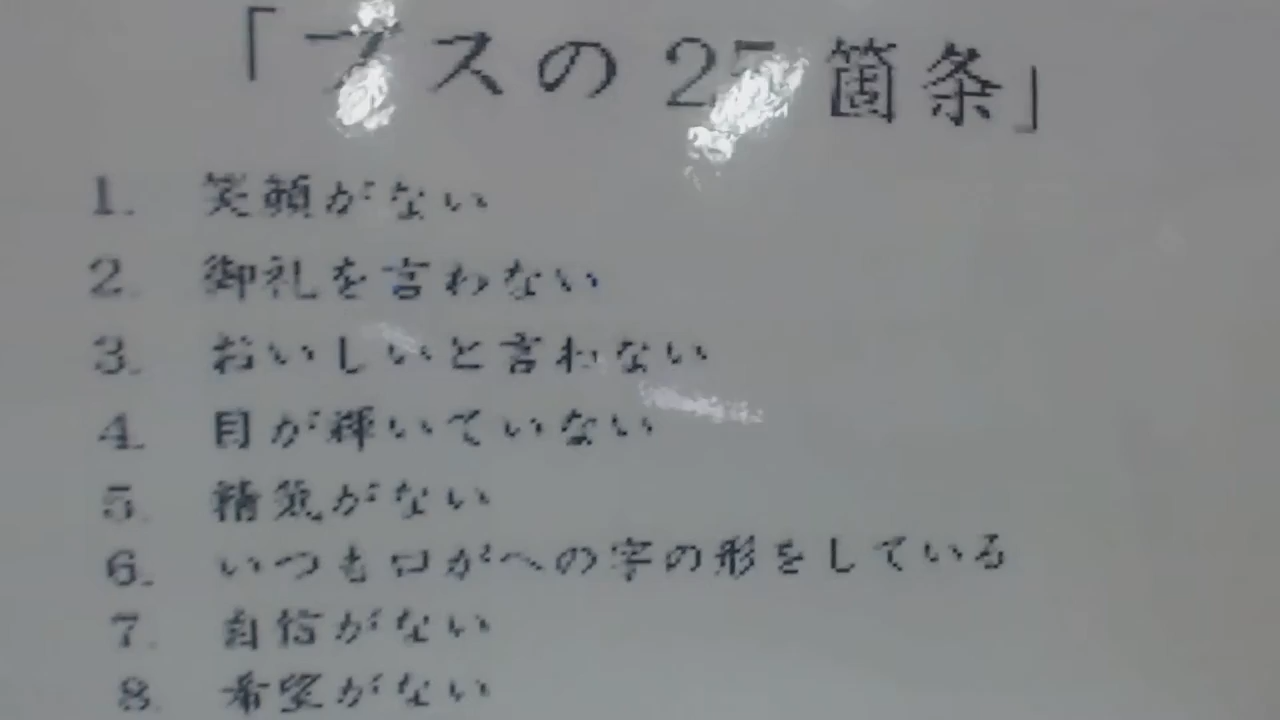 「ブスの25箇条」
1. 笑顔がない
2. 御礼を言わない
3. おいしいと言わない
4. 目が輝いていない
5. 精気がない
6. いつも口がへの字の形をしている
7. 自信がない
8. 希望がない